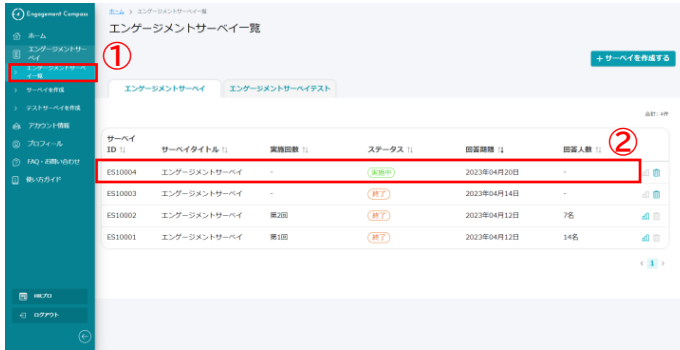 Engagement Compass
ホーム
エンゲージメントサーベイ
エンゲージメントサーベイ一覧
サーベイを作成
テストサーベイを作成
アカウント情報
プロフィール
FAQ・お問い合わせ
使い方ガイド
HRプロ
ログアウト
ホーム > エンゲージメントサーベイ一覧
エンゲージメントサーベイ一覧
①
+ サーベイを作成する
エンゲージメントサーベイ エンゲージメントサーベイテスト
合計: 4件
②
サーベイID ↑↓ サーベイタイトル ↑↓ 実施回数 ↑↓ ステータス ↑↓ 回答期限 ↑↓ 回答人数 ↑↓
ES10004 エンゲージメントサーベイ - 実施中 2023年04月20日 -
ES10003 エンゲージメントサーベイ - 終了 2023年04月14日 -
ES10002 エンゲージメントサーベイ 第2回 終了 2023年04月12日 7名
ES10001 エンゲージメントサーベイ 第1回 終了 2023年04月12日 14名
< 1 >